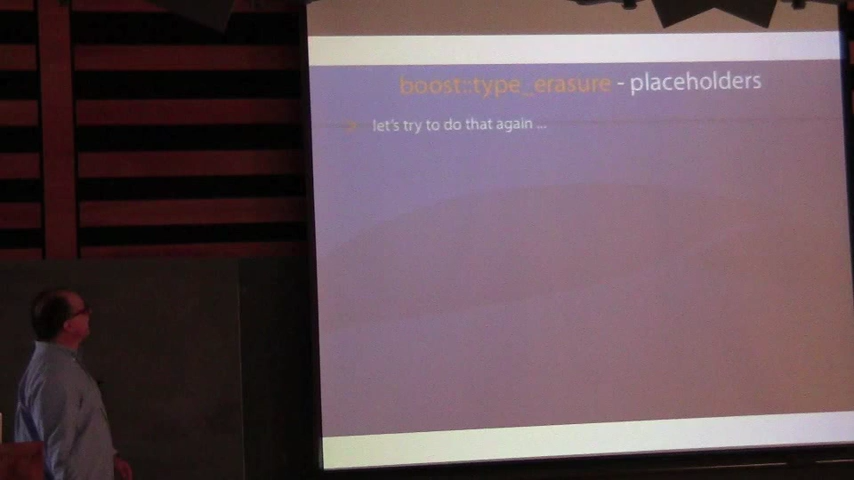 boost::type_erasure - placeholders
let's try to do that again ...